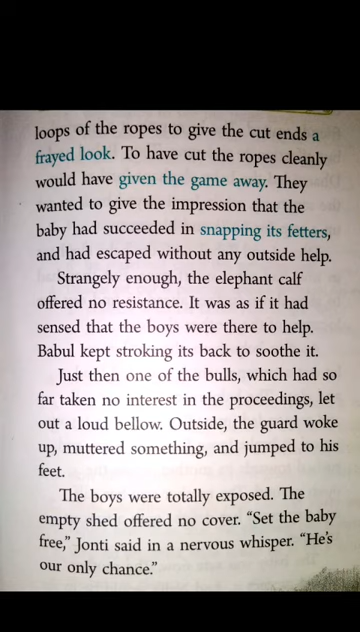 loops of the ropes to give the cut ends a
frayed look. To have cut the ropes cleanly
would have given the game away. They
wanted to give the impression that the
baby had succeeded in snapping its fetters,
and had escaped without any outside help.
Strangely enough, the elephant calf
offered no resistance. It was as if it had
sensed that the boys were there to help.
Babul kept stroking its back to soothe it.
Just then one of the bulls, which had so
far taken no interest in the proceedings, let
out a loud bellow. Outside, the guard woke
up, muttered something, and jumped to his
feet.
The boys were totally exposed. The
empty shed offered no cover. “Set the baby
free,” Jonti said in a nervous whisper. “He’s
our only chance.”